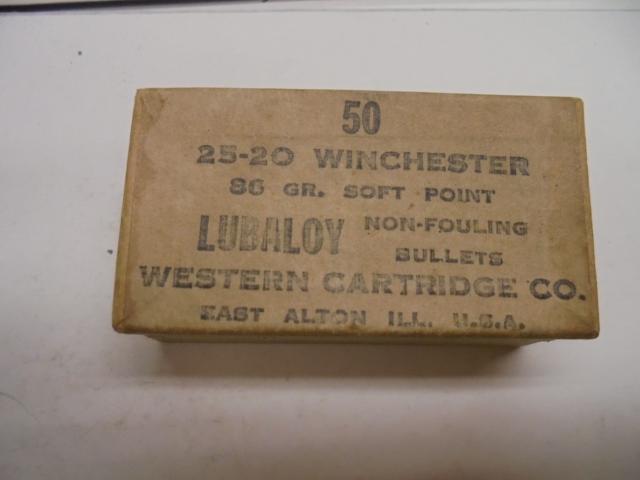 50
25-20 WINCHESTER
86 GR. SOFT POINT
LUBALOY NON-FOULING
BULLETS
WESTERN CARTRIDGE CO.
EAST ALTON ILL. U.S.A.